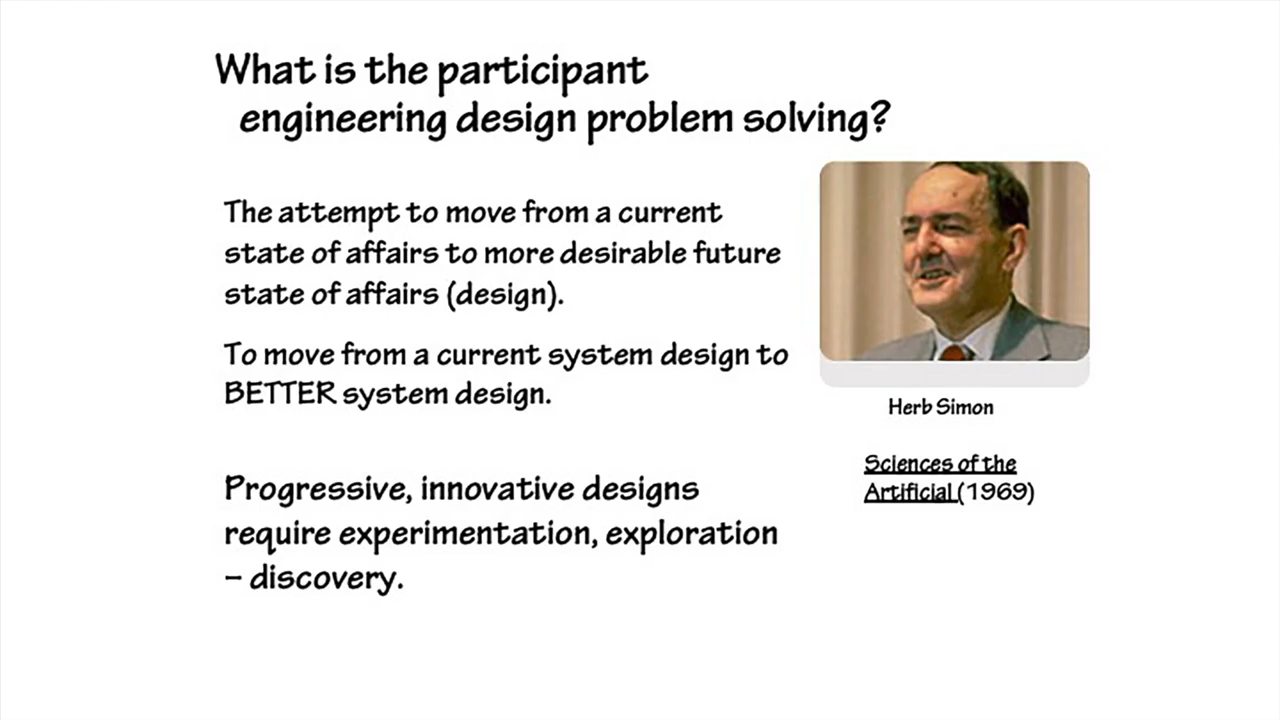 What is the participant
engineering design problem solving?
The attempt to move from a current
state of affairs to more desirable future
state of affairs (design).
To move from a current system design to
BETTER system design.
Progressive, innovative designs
require experimentation, exploration
– discovery.
Herb Simon
Sciences of the
Artificial (1969)